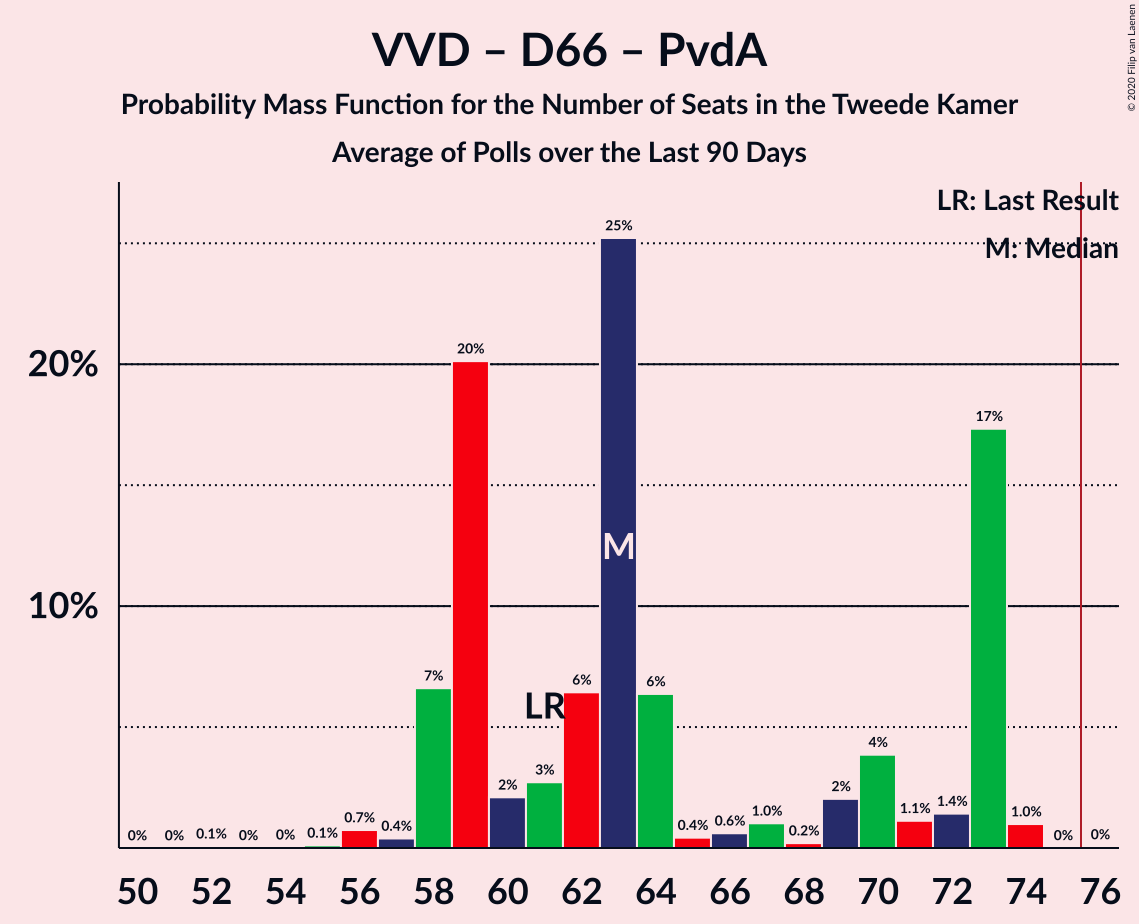 VVD – D66 – PvdA
Probability Mass Function for the Number of Seats in the Tweede Kamer
Average of Polls over the Last 90 Days
© 2020 Filip van Laenen
LR: Last Result
M: Median
20%
10%
0% 0% 0.1% 0% 0% 0.1% 0.7% 0.4% 7% 20% 2% 3% 6% 25% 6% 0.4% 0.6% 1.0% 0.2% 2% 4% 1.1% 1.4% 17% 1.0% 0% 0%
LR
M
50 52 54 56 58 60 62 64 66 68 70 72 74 76